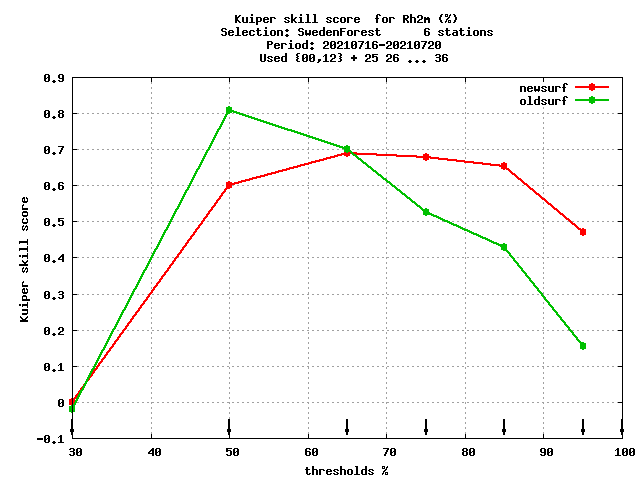 Kuiper skill score  for Rh2m (%)
Selection: SwedenForest      6 stations
Period: 20210716-20210720
Used {00,12} + 25 26 ... 36
newsurf
oldsurf
Kuiper skill score
0.9
0.8
0.7
0.6
0.5
0.4
0.3
0.2
0.1
0
-0.1
30 40 50 60 70 80 90 100
thresholds %